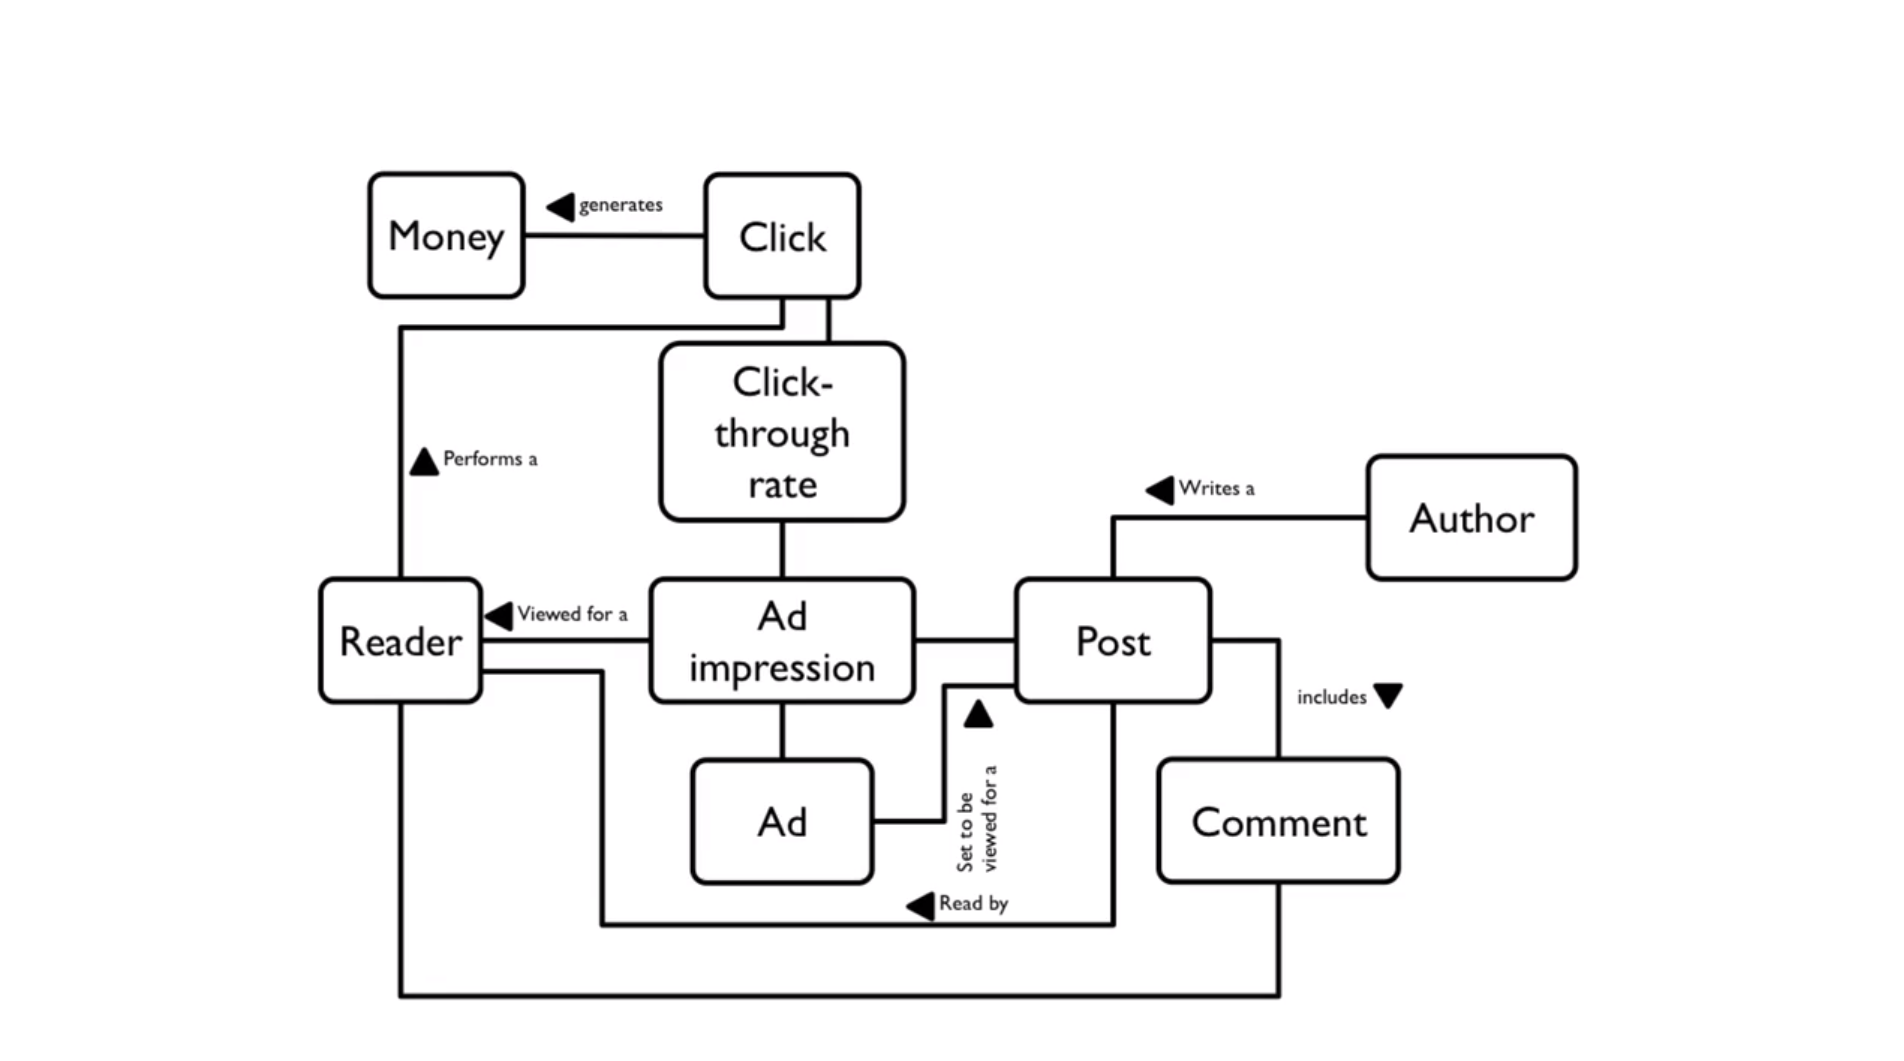 generates
Money
Click
Click-
through
rate
Performs a
Writes a
Author
Viewed for a
Reader
Ad
impression
Post
includes
Set to be
viewed for a
Ad
Comment
Read by